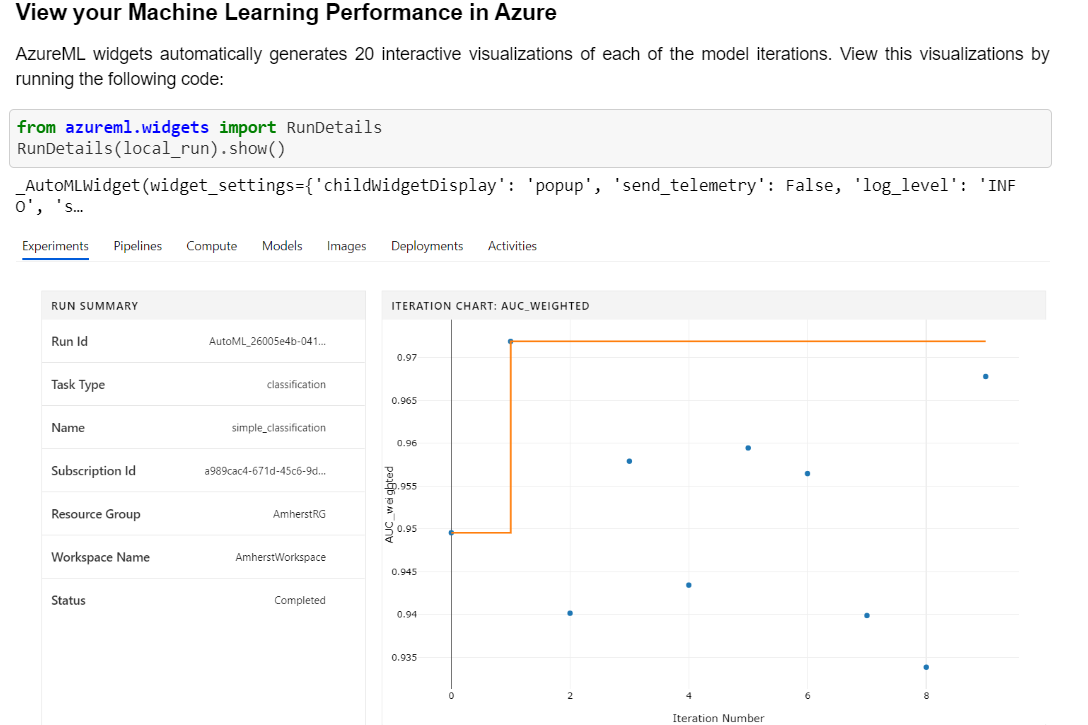 View your Machine Learning Performance in Azure
AzureML widgets automatically generates 20 interactive visualizations of each of the model iterations. View this visualizations by
running the following code:
from azureml.widgets import RunDetails
RunDetails(local_run).show()
_AutoMLWidget(widget_settings={'childWidgetDisplay': 'popup', 'send_telemetry': False, 'log_level': 'INF
O', 's…
Experiments Pipelines Compute Models Images Deployments Activities
RUN SUMMARY
Run Id AutoML_26005e4b-041...
Task Type classification
Name simple_classification
Subscription Id a989cac4-671d-45c6-9d...
Resource Group AmherstRG
Workspace Name AmherstWorkspace
Status Completed
ITERATION CHART: AUC_WEIGHTED
AUC_weighted
0.97
0.965
0.96
0.955
0.95
0.945
0.94
0.935
0 2 4 6 8
Iteration Number